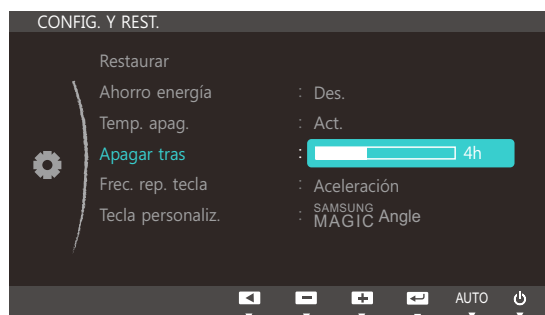 CONFIG. Y REST.
Restaurar
Ahorro energía : Des.
Temp. apag. : Act.
Apagar tras : 4h
Frec. rep. tecla : Aceleración
Tecla personaliz. : SAMSUNG MAGIC Angle
AUTO